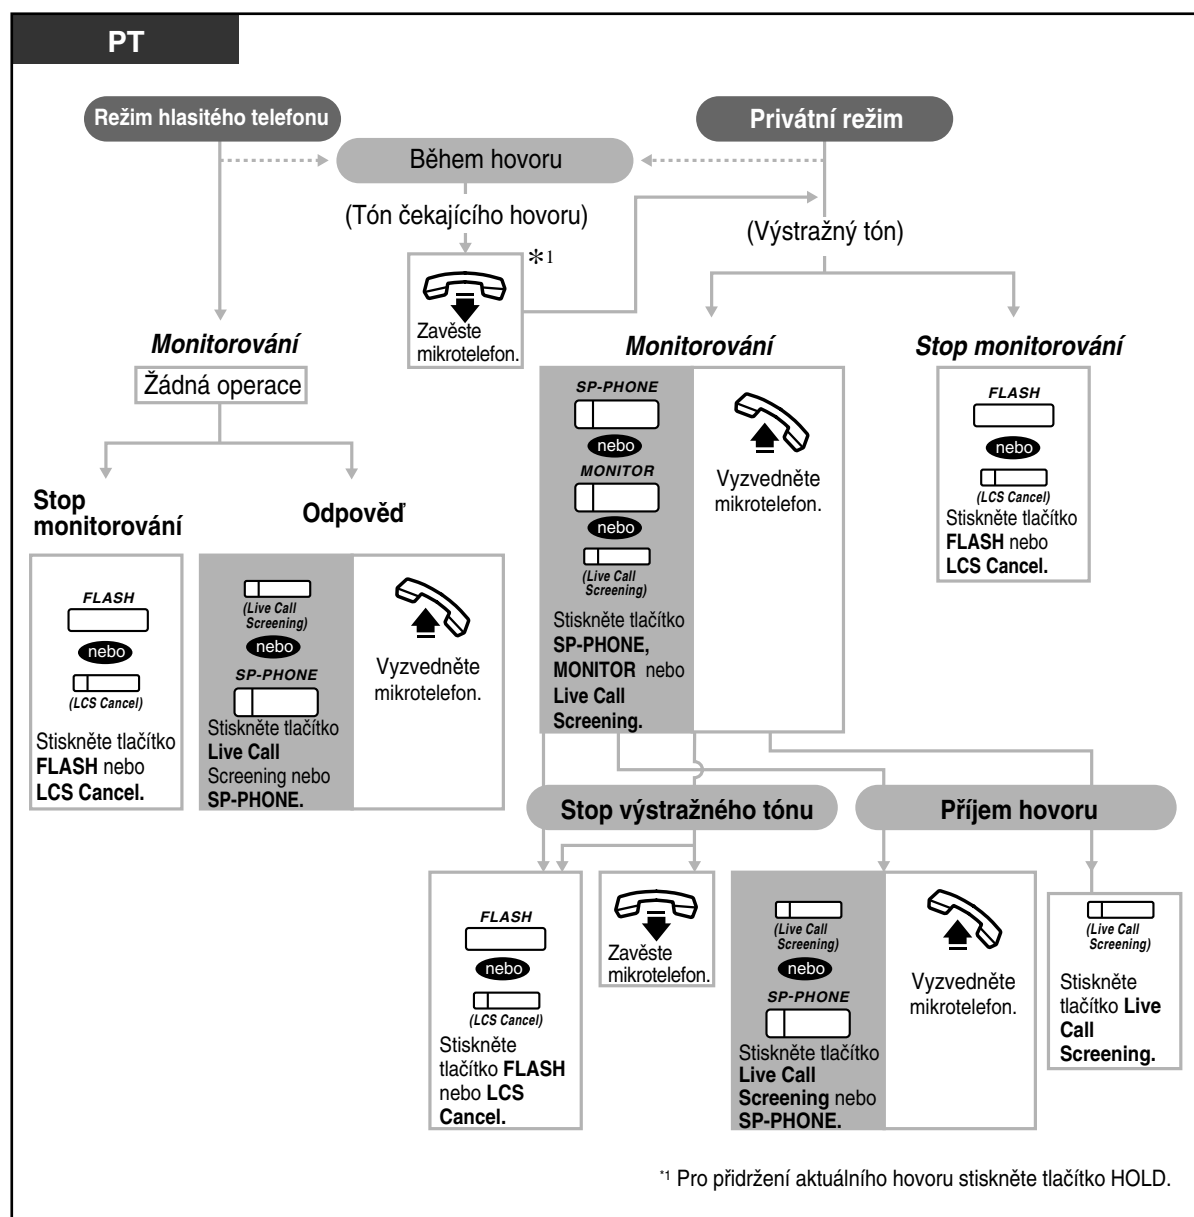 PT
Režim hlasitého telefonu
Privátní režim
Během hovoru
(Tón čekajícího hovoru)
(Výstražný tón)
*1
Zavěste
mikrotelefon.
Monitorování
Žádná operace
Monitorování
Stop monitorování
SP-PHONE
nebo
MONITOR
nebo
(Live Call
Screening)
Stiskněte tlačítko
SP-PHONE,
MONITOR nebo
Live Call
Screening.
Vyzvedněte
mikrotelefon.
FLASH
nebo
(LCS Cancel)
Stiskněte tlačítko
FLASH nebo
LCS Cancel.
Stop
monitorování
Odpověď
FLASH
nebo
(LCS Cancel)
Stiskněte tlačítko
FLASH nebo
LCS Cancel.
(Live Call
Screening)
nebo
SP-PHONE
Stiskněte tlačítko
Live Call
Screening nebo
SP-PHONE.
Vyzvedněte
mikrotelefon.
Stop výstražného tónu
Příjem hovoru
FLASH
nebo
(LCS Cancel)
Stiskněte
tlačítko FLASH
nebo LCS
Cancel.
Zavěste
mikrotelefon.
(Live Call
Screening)
nebo
SP-PHONE
Stiskněte tlačítko
Live Call
Screening nebo
SP-PHONE.
Vyzvedněte
mikrotelefon.
(Live Call
Screening)
Stiskněte
tlačítko Live
Call
Screening.
*1 Pro přidržení aktuálního hovoru stiskněte tlačítko HOLD.